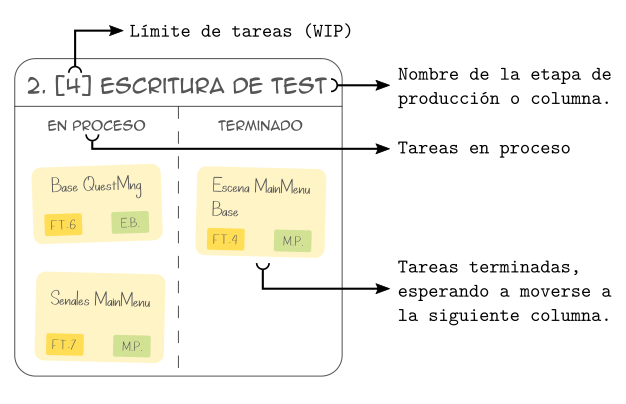 Límite de tareas (WIP)
2. [4] ESCRITURA DE TEST
Nombre de la etapa de
producción o columna.
EN PROCESO
TERMINADO
Tareas en proceso
Base QuestMng
FT:6
E.B.
Escena MainMenu
Base
FT:4
M.P.
Tareas terminadas,
esperando a moverse a
la siguiente columna.
Senales MainMenu
FT:7
M.P.